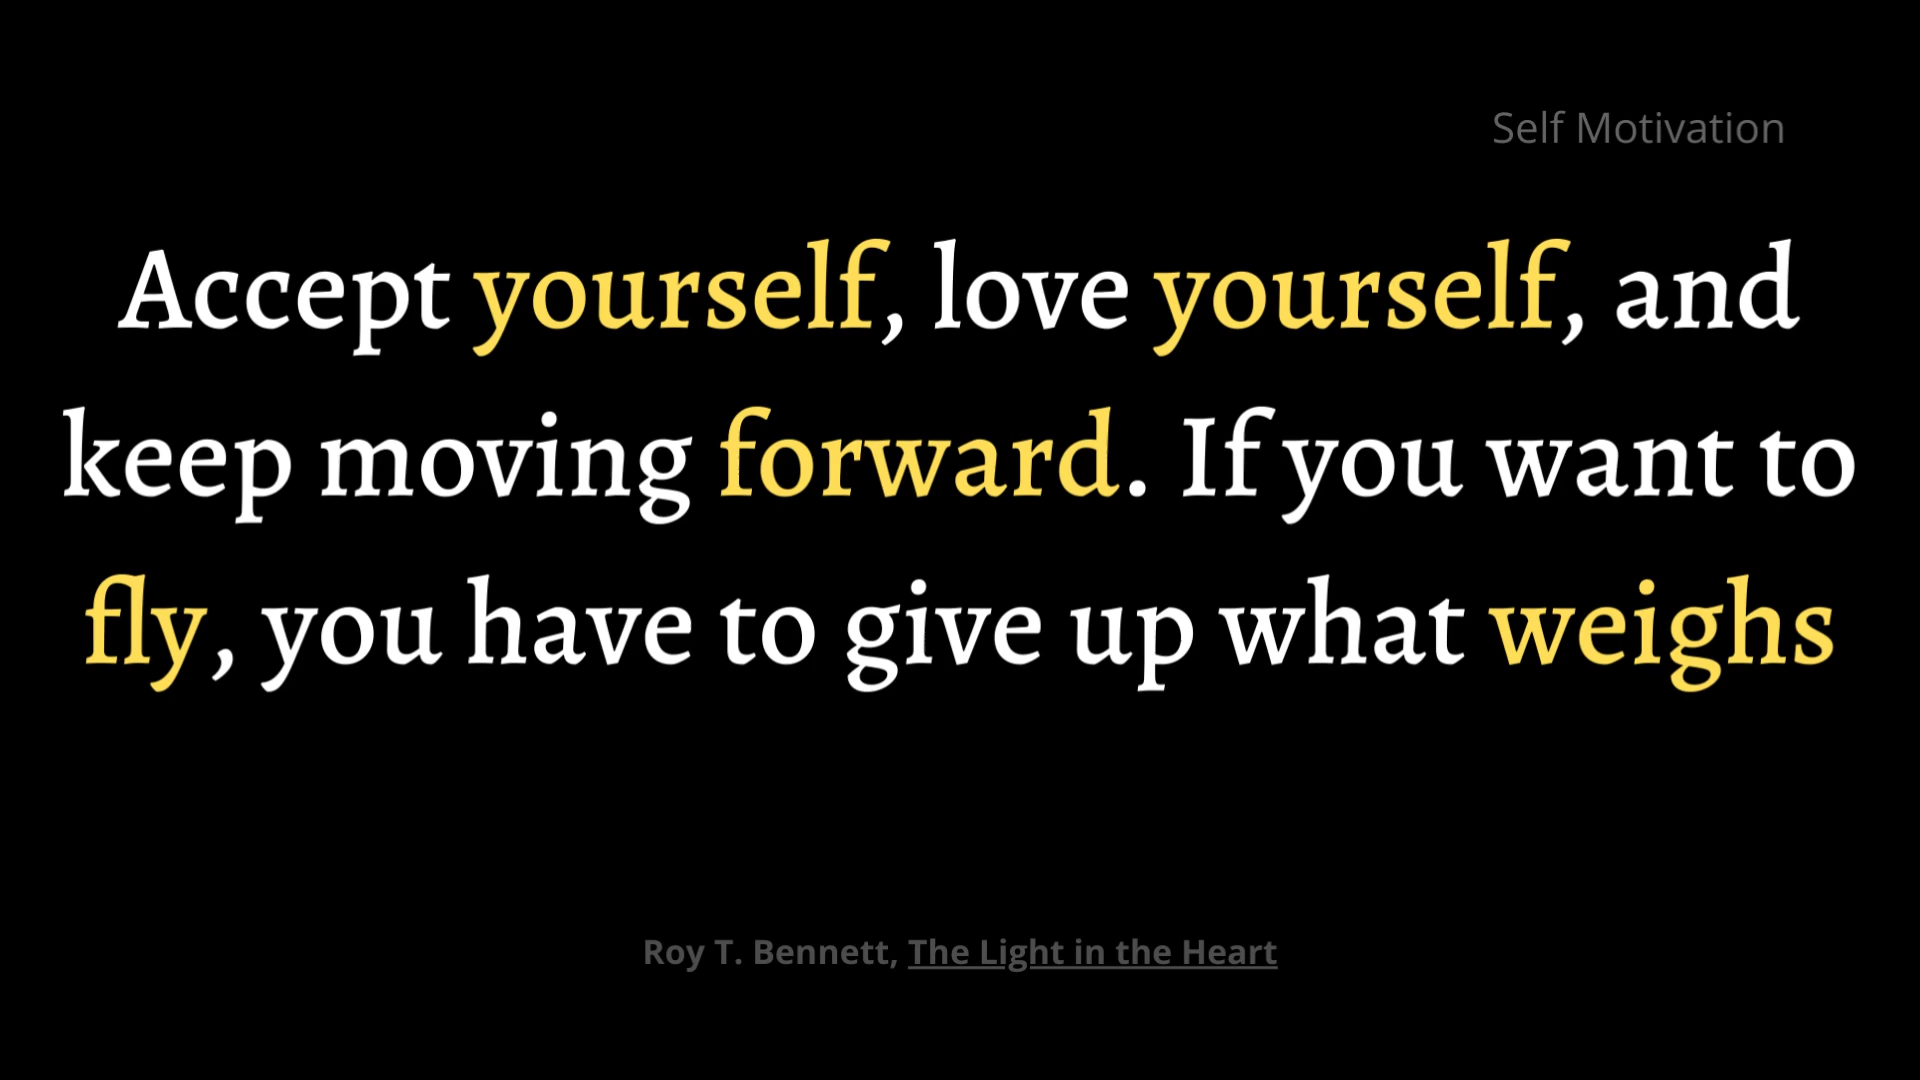 Self Motivation
Accept yourself, love yourself, and
keep moving forward. If you want to
fly, you have to give up what weighs
Roy T. Bennett, The Light in the Heart